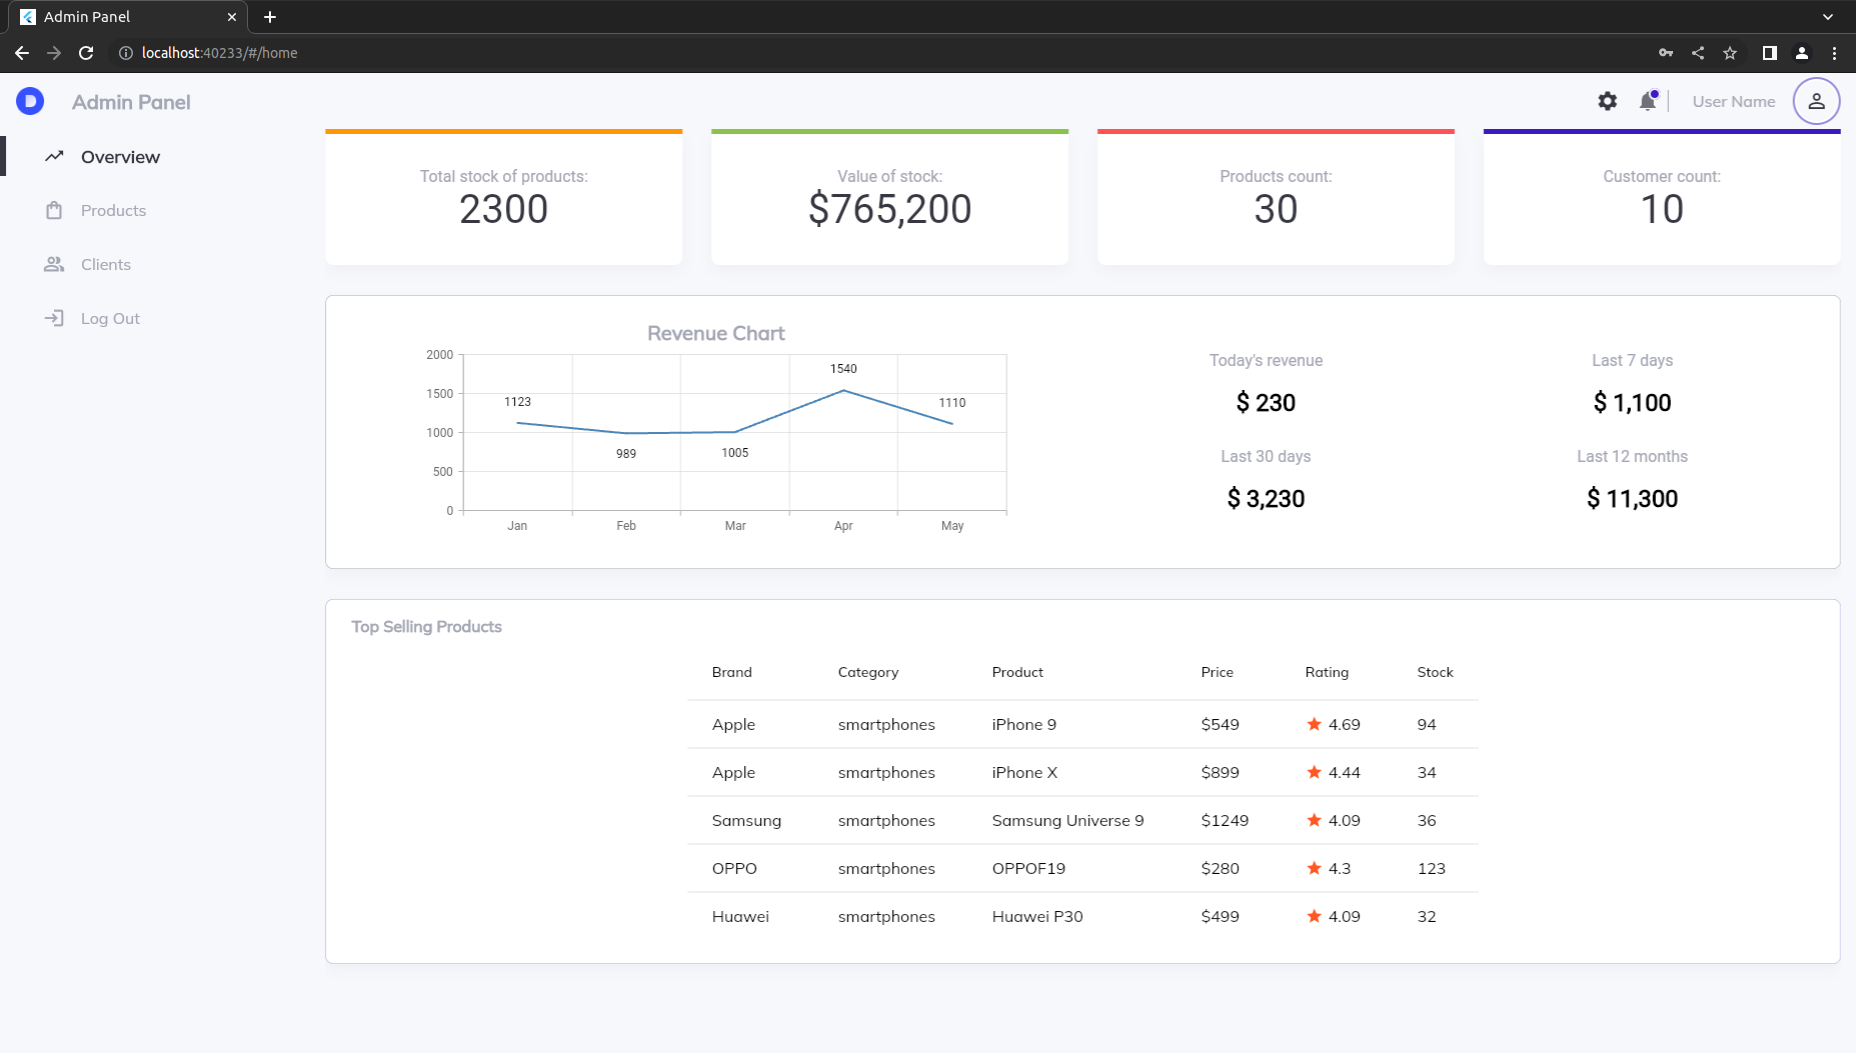 Admin Panel
localhost:40233/#/home
D Admin Panel
User Name
Overview
Products
Clients
Log Out
Total stock of products:
2300
Value of stock:
$765,200
Products count:
30
Customer count:
10
Revenue Chart
2000
1500
1000
500
0
1123
989
1005
1540
1110
Jan Feb Mar Apr May
Today's revenue
$ 230
Last 7 days
$ 1,100
Last 30 days
$ 3,230
Last 12 months
$ 11,300
Top Selling Products
Brand Category Product Price Rating Stock
Apple smartphones iPhone 9 $549 4.69 94
Apple smartphones iPhone X $899 4.44 34
Samsung smartphones Samsung Universe 9 $1249 4.09 36
OPPO smartphones OPPOF19 $280 4.3 123
Huawei smartphones Huawei P30 $499 4.09 32